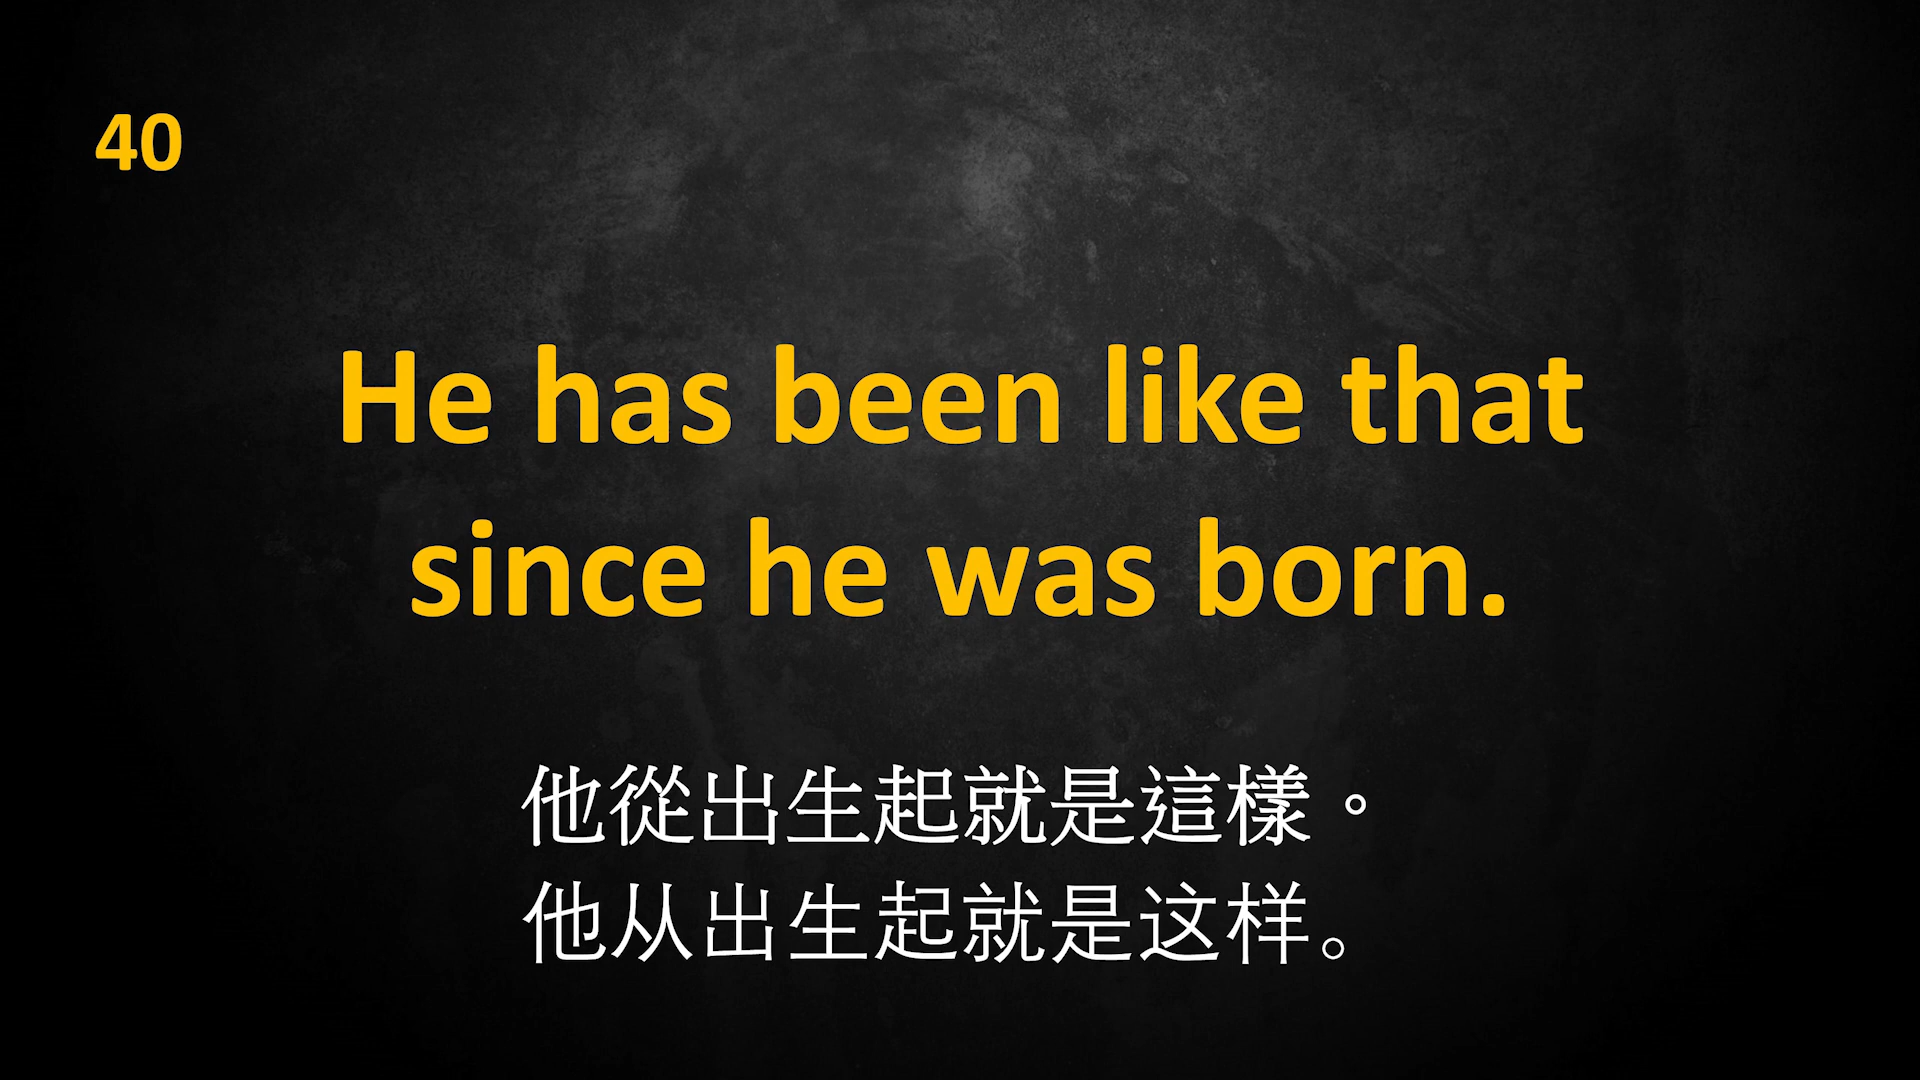 40
He has been like that
since he was born.
他從出生起就是這樣。
他从出生起就是这样。